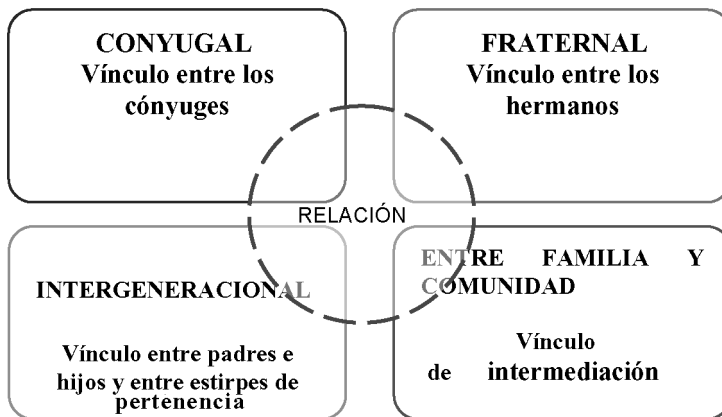 CONYUGAL
Vínculo entre los
cónyuges
FRATERNAL
Vínculo entre los
hermanos
RELACIÓN
INTERGENERACIONAL
Vínculo entre padres e
hijos y entre estirpes de
pertenencia
ENTRE FAMILIA Y
COMUNIDAD
Vínculo
de intermediación